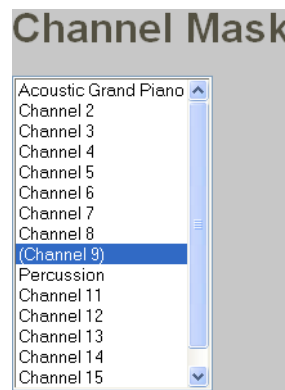 Channel Mask
Acoustic Grand Piano
Channel 2
Channel 3
Channel 4
Channel 5
Channel 6
Channel 7
Channel 8
(Channel 9)
Percussion
Channel 11
Channel 12
Channel 13
Channel 14
Channel 15